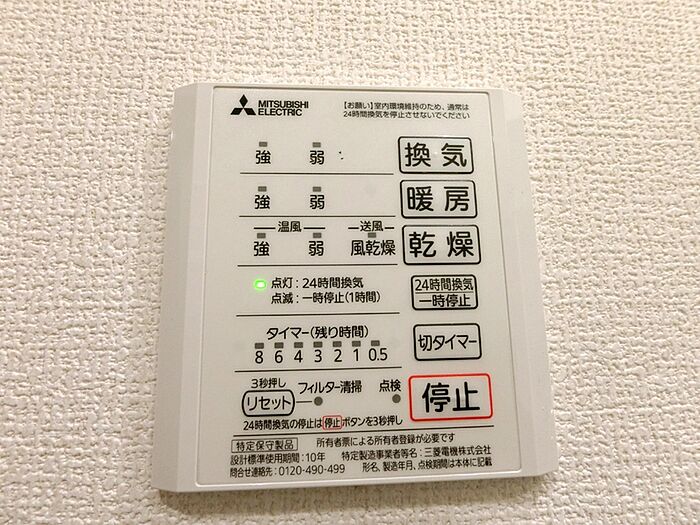 MITSUBISHI
ELECTRIC
【お願い】室内環境維持のため、通常は
24時間換気を停止させないでください
強 弱 換気
強 弱 暖房
温風 送風
強 弱 風乾燥 乾燥
点灯:24時間換気
点滅:一時停止(1時間)
24時間換気
一時停止
タイマー(残り時間)
8 6 4 3 2 1 0.5
切タイマー
3秒押し
リセット フィルター清掃 点検
停止
24時間換気の停止は停止ボタンを3秒押し
特定保守製品 所有者票による所有者登録が必要です
設計標準使用期間:10年 特定製造事業者等名:三菱電機株式会社
問合せ連絡先:0120-490-499 形名、製造年月、点検期間は本体に記載